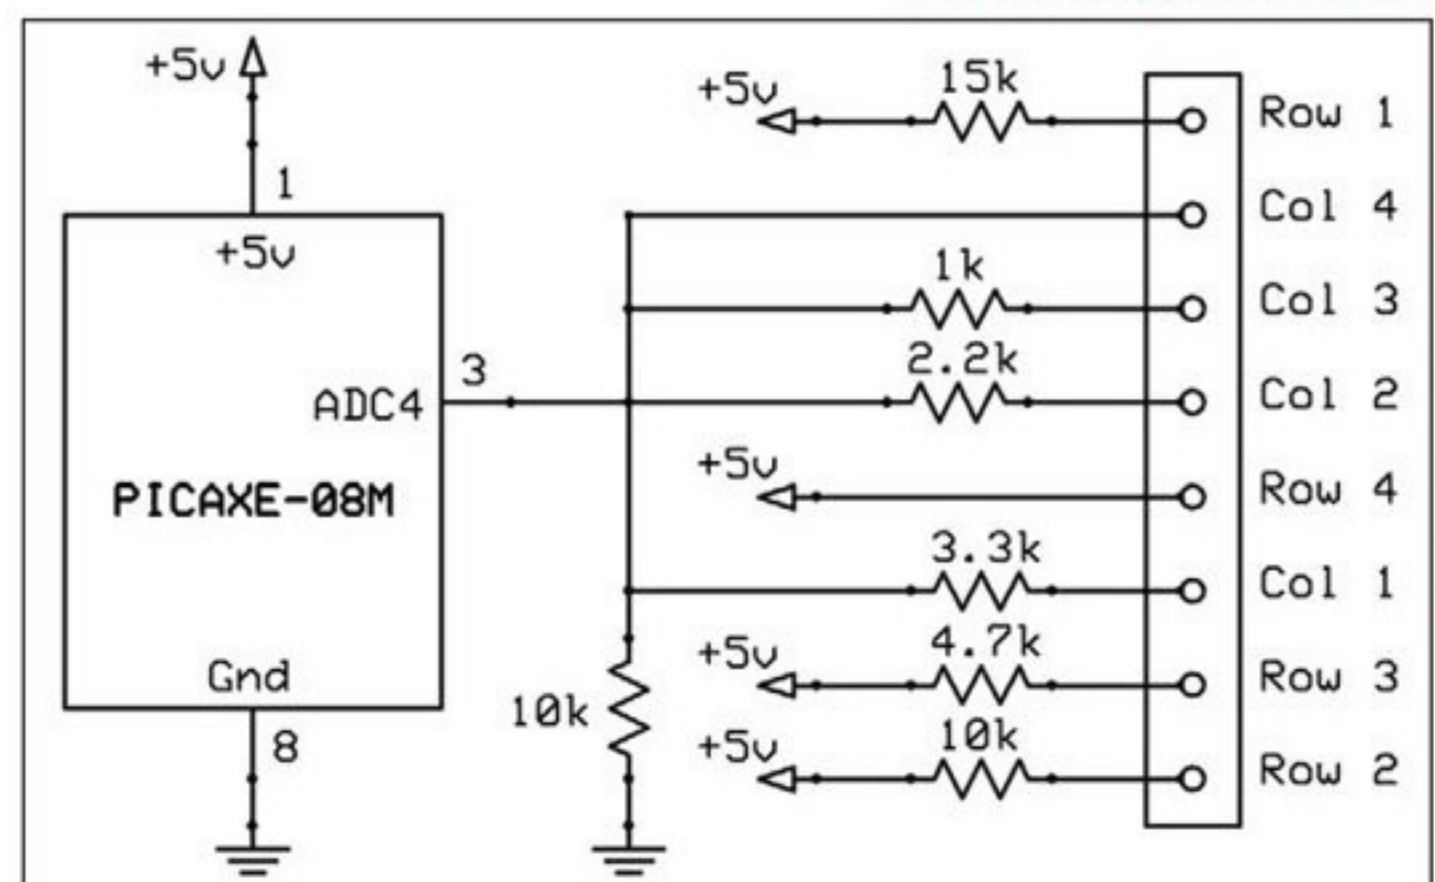 +5v
1
+5v
ADC4
3
PICAXE-08M
Gnd
8
10k
+5v
15k
Row 1
Col 4
1k
Col 3
2.2k
Col 2
+5v
Row 4
3.3k
Col 1
+5v
4.7k
Row 3
+5v
10k
Row 2